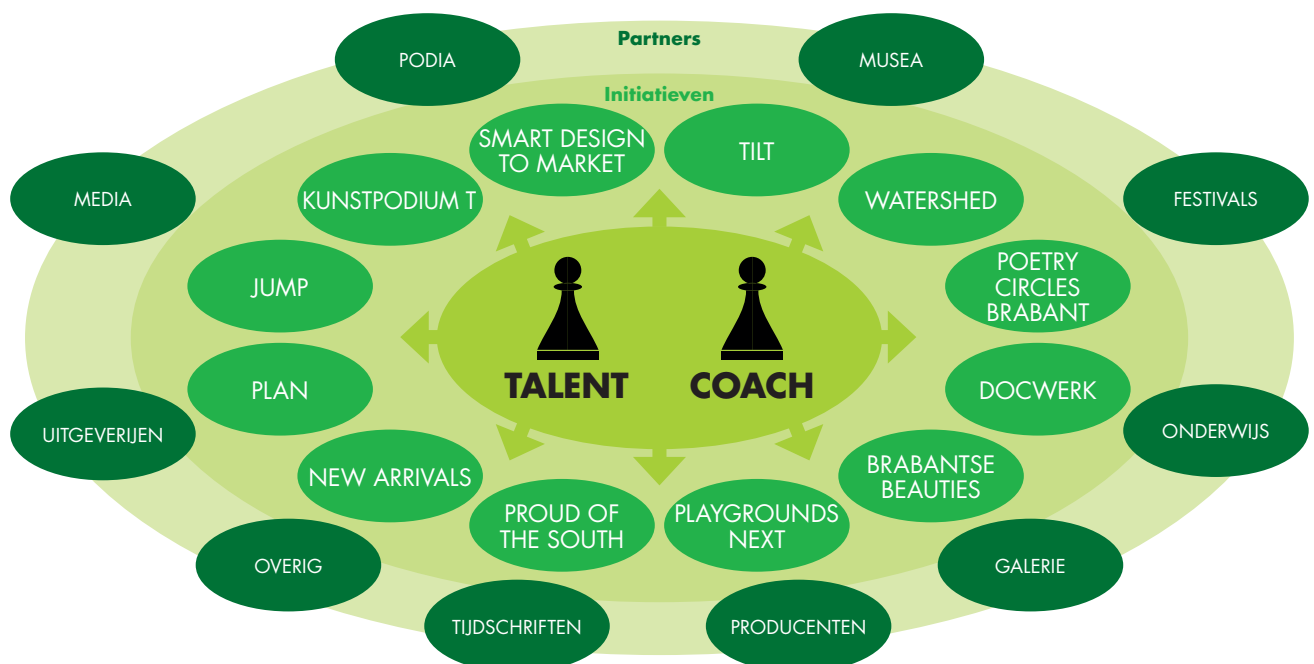 Partners
PODIA
MUSEA
MEDIA
FESTIVALS
UITGEVERIJEN
ONDERWIJS
OVERIG
GALERIE
TIJDSCHRIFTEN
PRODUCENTEN
Initiatieven
SMART DESIGN
TO MARKET
TILT
KUNSTPODIUM T
WATERSHED
JUMP
POETRY
CIRCLES
BRABANT
PLAN
DOCWERK
NEW ARRIVALS
BRABANTSE
BEAUTIES
PROUD OF
THE SOUTH
PLAYGROUNDS
NEXT
TALENT
COACH